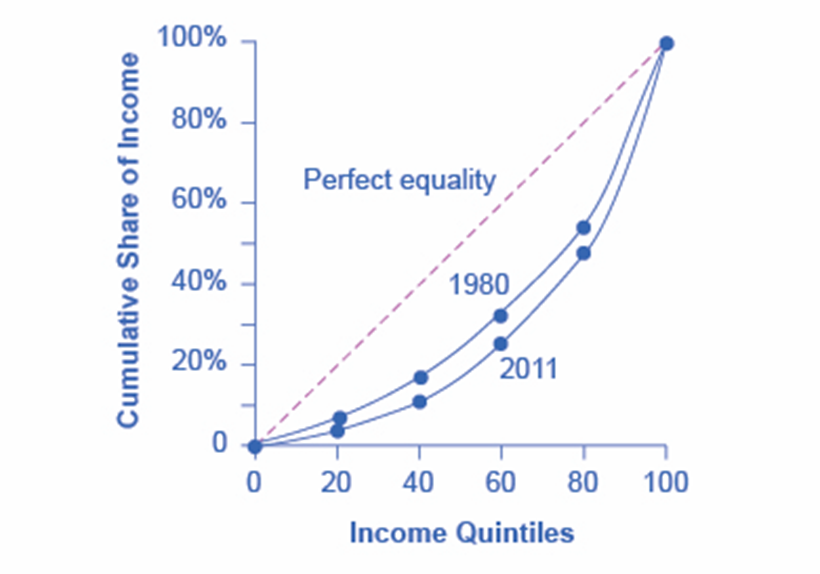 Cumulative Share of Income
100%
80%
60%
40%
20%
0
Perfect equality
1980
2011
0 20 40 60 80 100
Income Quintiles